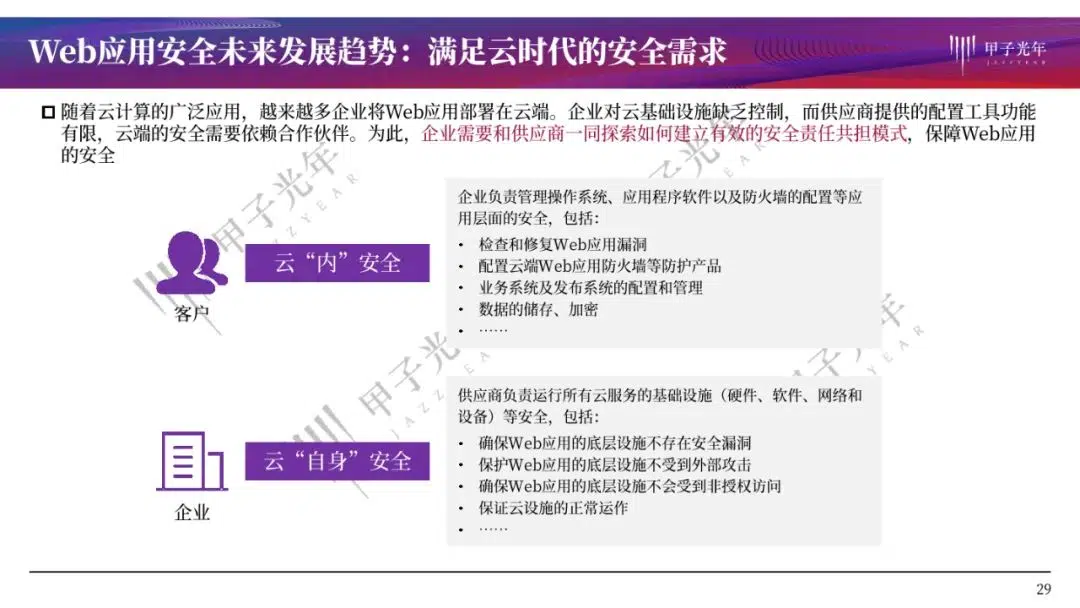 Web应用安全未来发展趋势：满足云时代的安全需求
甲子光年
JAZZYEAR
随着云计算的广泛应用，越来越多企业将Web应用部署在云端。企业对云基础设施缺乏控制，而供应商提供的配置工具功能
有限，云端的安全需要依赖合作伙伴。为此，企业需要和供应商一同探索如何建立有效的安全责任共担模式，保障Web应用
的安全
客户
云“内”安全
企业负责管理操作系统、应用程序软件以及防火墙的配置等应
用层面的安全，包括：
• 检查和修复Web应用漏洞
• 配置云端Web应用防火墙等防护产品
• 业务系统及发布系统的配置和管理
• 数据的储存、加密
• ……
企业
云“自身”安全
供应商负责运行所有云服务的基础设施（硬件、软件、网络和
设备）等安全，包括：
• 确保Web应用的底层设施不存在安全漏洞
• 保护Web应用的底层设施不受到外部攻击
• 确保Web应用的底层设施不会受到非授权访问
• 保证云设施的正常运作
• ……
甲子光年
JAZZYEAR
甲子光年
29